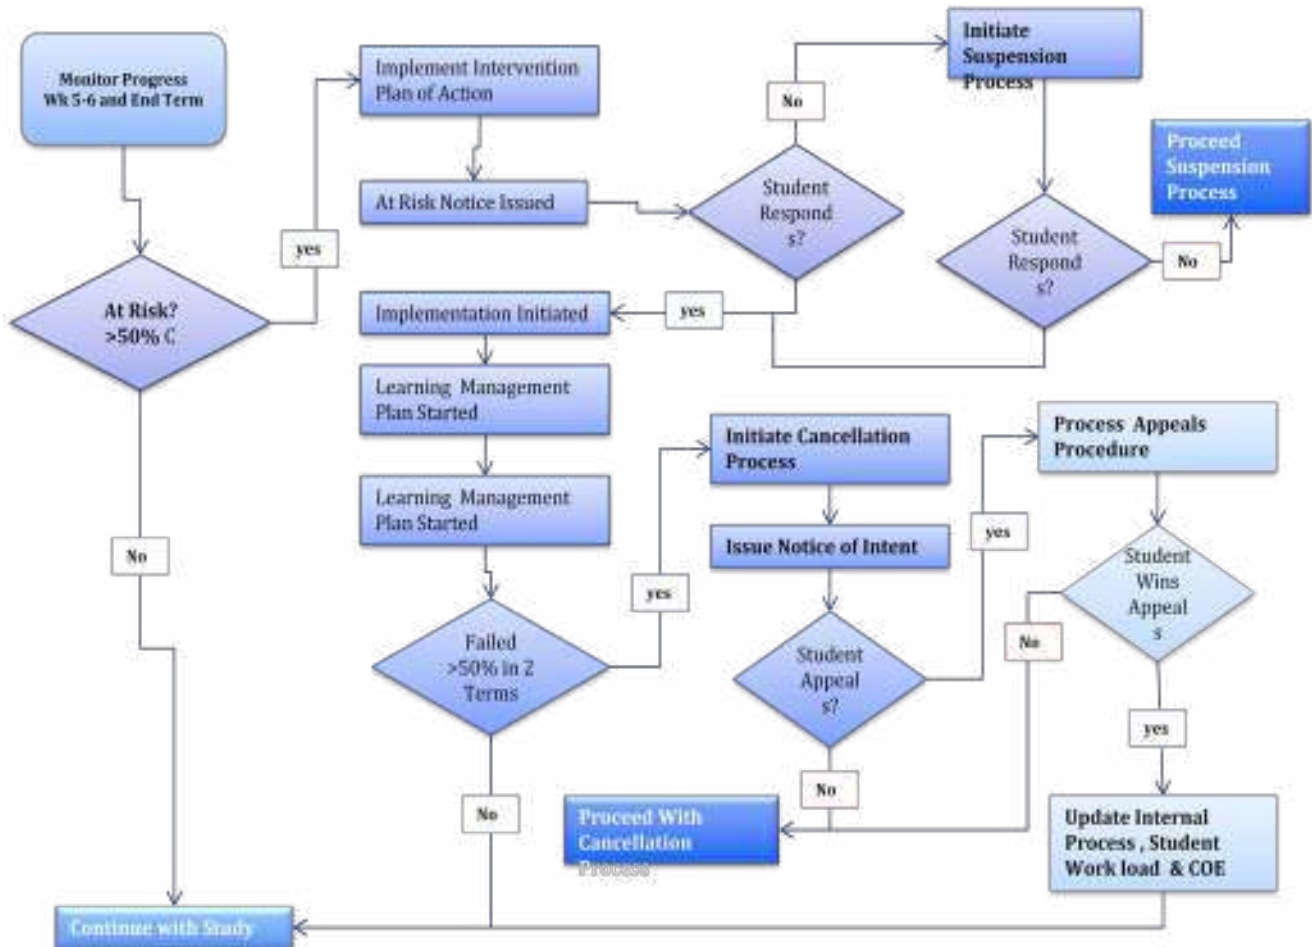 Monitor Progress
Wk 5-6 and End Term
At Risk?
>50% C
No
yes
Implement Intervention
Plan of Action
At Risk Notice Issued
Student
Respond
s?
No
Initiate
Suspension
Process
Student
Respond
s?
No
Proceed
Suspension
Process
yes
Implementation Initiated
Learning Management
Plan Started
Learning Management
Plan Started
Failed
>50% in 2
Terms
yes
No
Initiate Cancellation
Process
Issue Notice of Intent
Student
Appeal
s?
yes
No
Process Appeals
Procedure
Student
Wins
Appeal
s
No
yes
Proceed With
Cancellation
Process
Update Internal
Process , Student
Work load & COE
Continue with Study